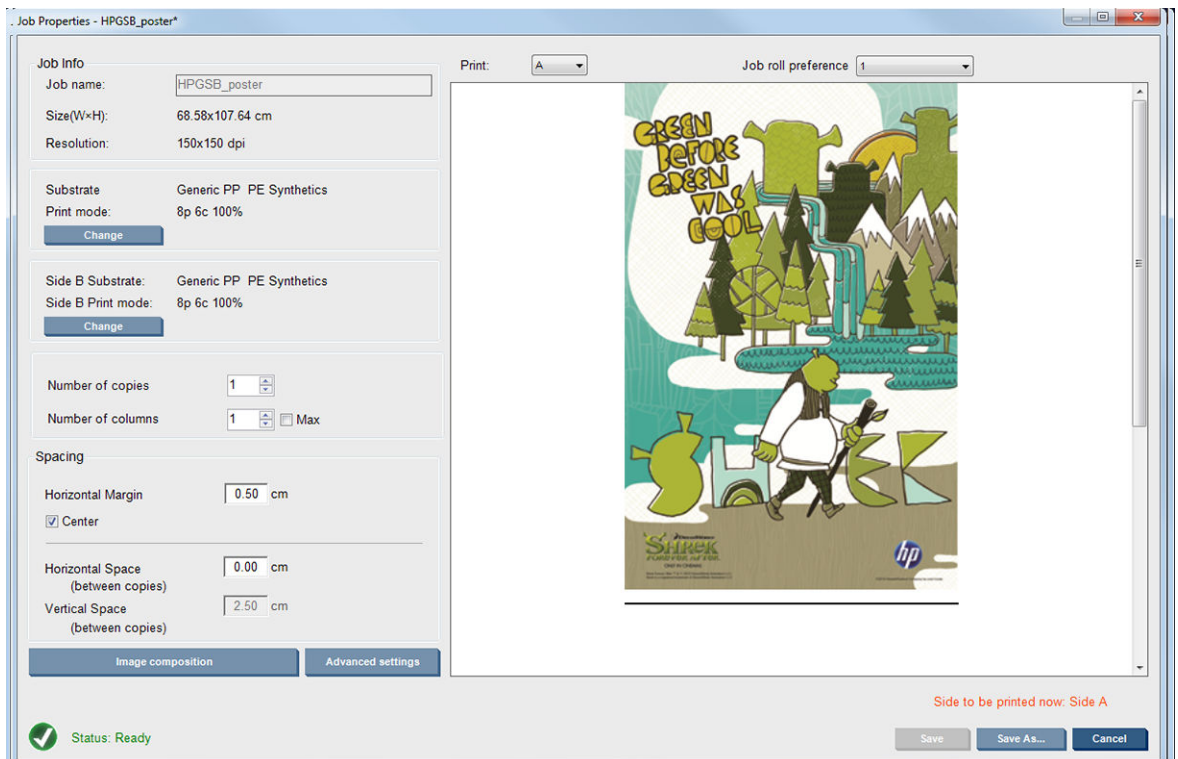 . Job Properties - HPGSB_poster*
Job Info
Job name: HPGSB_poster
Size(W×H): 68.58x107.64 cm
Resolution: 150x150 dpi
Substrate Generic PP PE Synthetics
Print mode: 8p 6c 100%
Change
Side B Substrate: Generic PP PE Synthetics
Side B Print mode: 8p 6c 100%
Change
Number of copies 1
Number of columns 1 Max
Spacing
Horizontal Margin 0.50 cm
Center
Horizontal Space 0.00 cm
(between copies)
Vertical Space 2.50 cm
(between copies)
Image composition Advanced settings
Print: A Job roll preference 1
GREEN
BEFORE
GREEN
WAS
COOL
SHREK
DreamWorks
SHREK
FOREVER AFTER
ONLY IN CINEMAS
hp
Side to be printed now: Side A
Status: Ready
Save Save As... Cancel